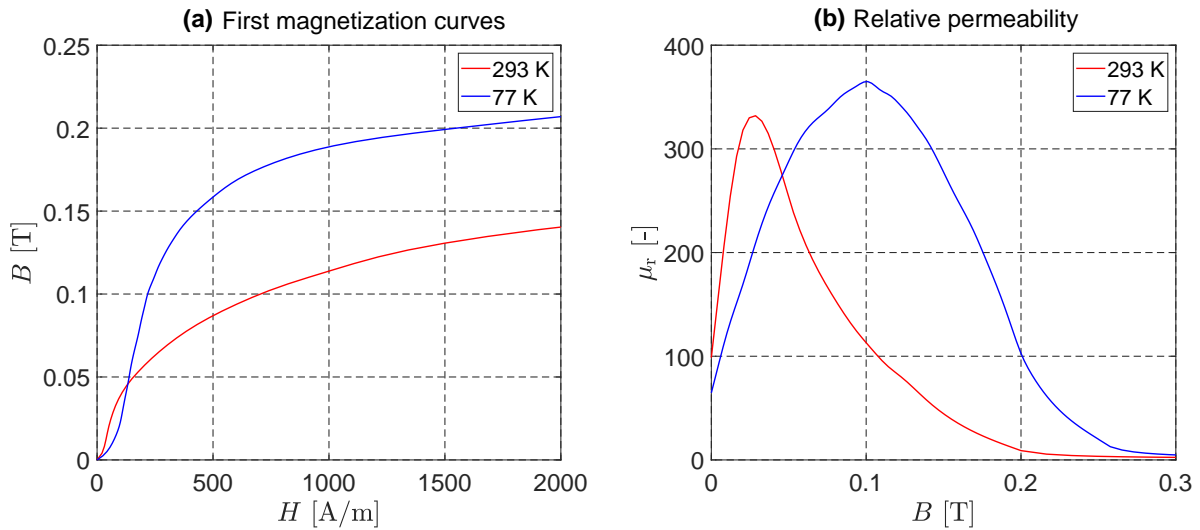 (a) First magnetization curves
0.25
0.2
0.15
0.1
0.05
0
B [T]
293 K
77 K
0 500 1000 1500 2000
H [A/m]
(b) Relative permeability
400
300
200
100
0
μr [-]
293 K
77 K
0 0.1 0.2 0.3
B [T]